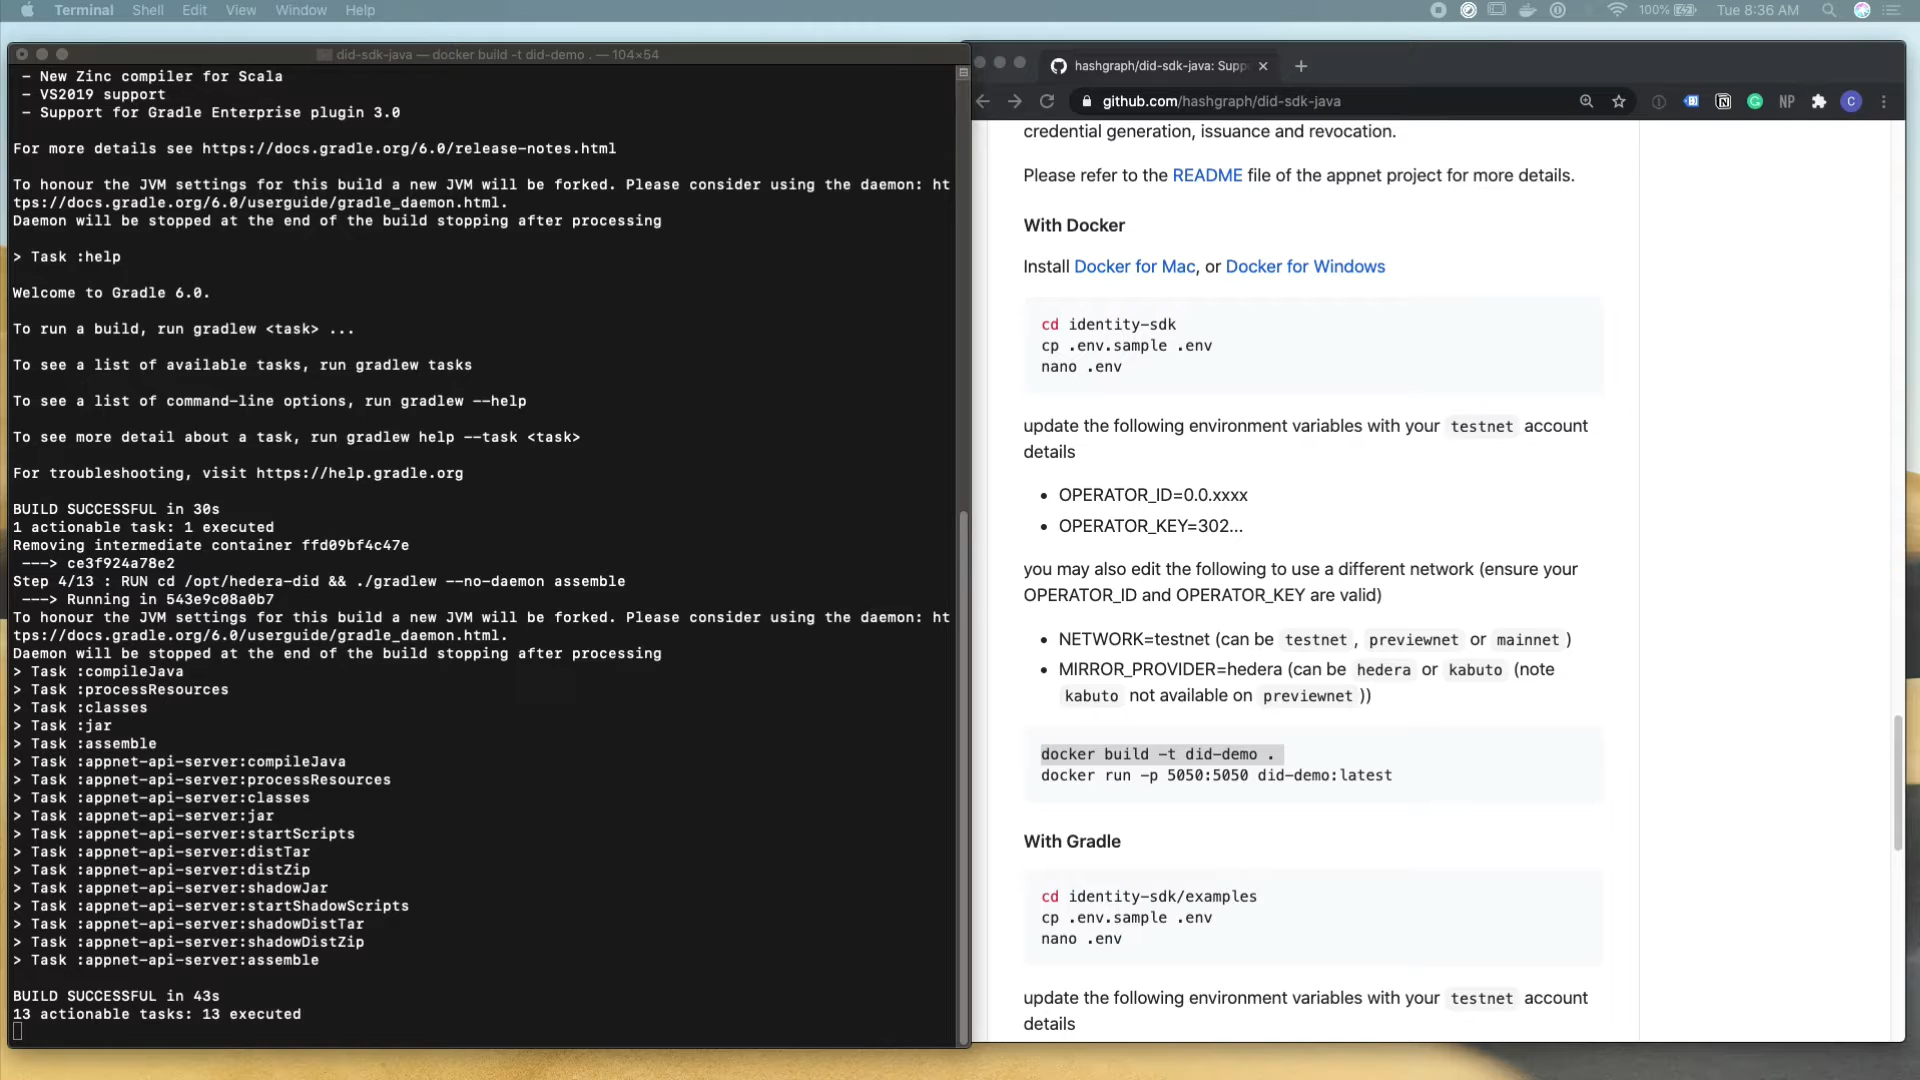 Terminal Shell Edit View Window Help
100% Tue 8:36 AM
did-sdk-java — docker build -t did-demo . — 104×54
- New Zinc compiler for Scala
- VS2019 support
- Support for Gradle Enterprise plugin 3.0
For more details see https://docs.gradle.org/6.0/release-notes.html
To honour the JVM settings for this build a new JVM will be forked. Please consider using the daemon: ht
tps://docs.gradle.org/6.0/userguide/gradle_daemon.html.
Daemon will be stopped at the end of the build stopping after processing
> Task :help
Welcome to Gradle 6.0.
To run a build, run gradlew <task> ...
To see a list of available tasks, run gradlew tasks
To see a list of command-line options, run gradlew --help
To see more detail about a task, run gradlew help --task <task>
For troubleshooting, visit https://help.gradle.org
BUILD SUCCESSFUL in 30s
1 actionable task: 1 executed
Removing intermediate container ffd09bf4c47e
---> ce3f924a78e2
Step 4/13 : RUN cd /opt/hedera-did && ./gradlew --no-daemon assemble
---> Running in 543e9c08a0b7
To honour the JVM settings for this build a new JVM will be forked. Please consider using the daemon: ht
tps://docs.gradle.org/6.0/userguide/gradle_daemon.html.
Daemon will be stopped at the end of the build stopping after processing
> Task :compileJava
> Task :processResources
> Task :classes
> Task :jar
> Task :assemble
> Task :appnet-api-server:compileJava
> Task :appnet-api-server:processResources
> Task :appnet-api-server:classes
> Task :appnet-api-server:jar
> Task :appnet-api-server:startScripts
> Task :appnet-api-server:distTar
> Task :appnet-api-server:distZip
> Task :appnet-api-server:shadowJar
> Task :appnet-api-server:startShadowScripts
> Task :appnet-api-server:shadowDistTar
> Task :appnet-api-server:shadowDistZip
> Task :appnet-api-server:assemble
BUILD SUCCESSFUL in 43s
13 actionable tasks: 13 executed
hashgraph/did-sdk-java: Supp
github.com/hashgraph/did-sdk-java
NP
C
credential generation, issuance and revocation.
Please refer to the README file of the appnet project for more details.
With Docker
Install Docker for Mac, or Docker for Windows
cd identity-sdk
cp .env.sample .env
nano .env
update the following environment variables with your testnet account
details
• OPERATOR_ID=0.0.xxxx
• OPERATOR_KEY=302...
you may also edit the following to use a different network (ensure your
OPERATOR_ID and OPERATOR_KEY are valid)
• NETWORK=testnet (can be testnet , previewnet or mainnet )
• MIRROR_PROVIDER=hedera (can be hedera or kabuto (note
kabuto not available on previewnet ))
docker build -t did-demo .
docker run -p 5050:5050 did-demo:latest
With Gradle
cd identity-sdk/examples
cp .env.sample .env
nano .env
update the following environment variables with your testnet account
details